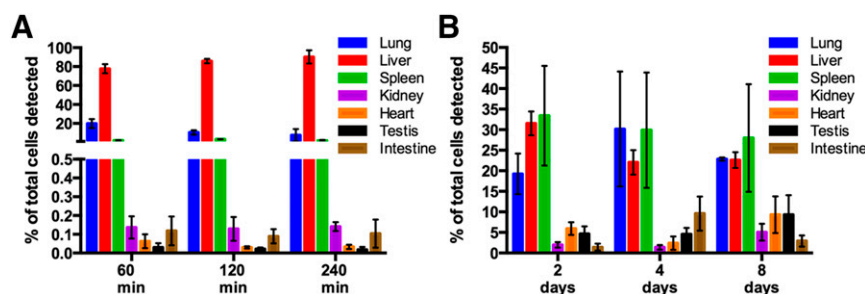 A
% of total cells detected
100
80
60
40
20
0.5
0.4
0.3
0.2
0.1
0.0
60 min
120 min
240 min
Lung
Liver
Spleen
Kidney
Heart
Testis
Intestine
B
% of total cells detected
50
45
40
35
30
25
20
15
10
5
0
2 days
4 days
8 days
Lung
Liver
Spleen
Kidney
Heart
Testis
Intestine